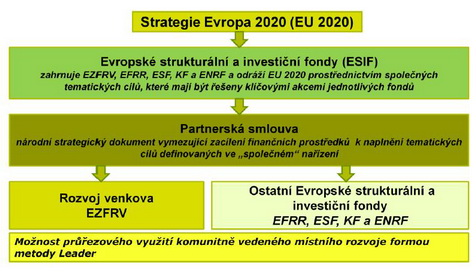 Strategie Evropa 2020 (EU 2020)
Evropské strukturální a investiční fondy (ESIF)
zahrnuje EZFRV, EFRR, ESF, KF a ENRF a odráží EU 2020 prostřednictvím společných
tematických cílů, které mají být řešeny klíčovými akcemi jednotlivých fondů
Partnerská smlouva
národní strategický dokument vymezující zacílení finančních prostředků k naplnění tematických
cílů definovaných ve „společném“ nařízení
Rozvoj venkova
EZFRV
Ostatní Evropské strukturální a
investiční fondy
EFRR, ESF, KF a ENRF
Možnost průřezového využití komunitně vedeného místního rozvoje formou
metody Leader